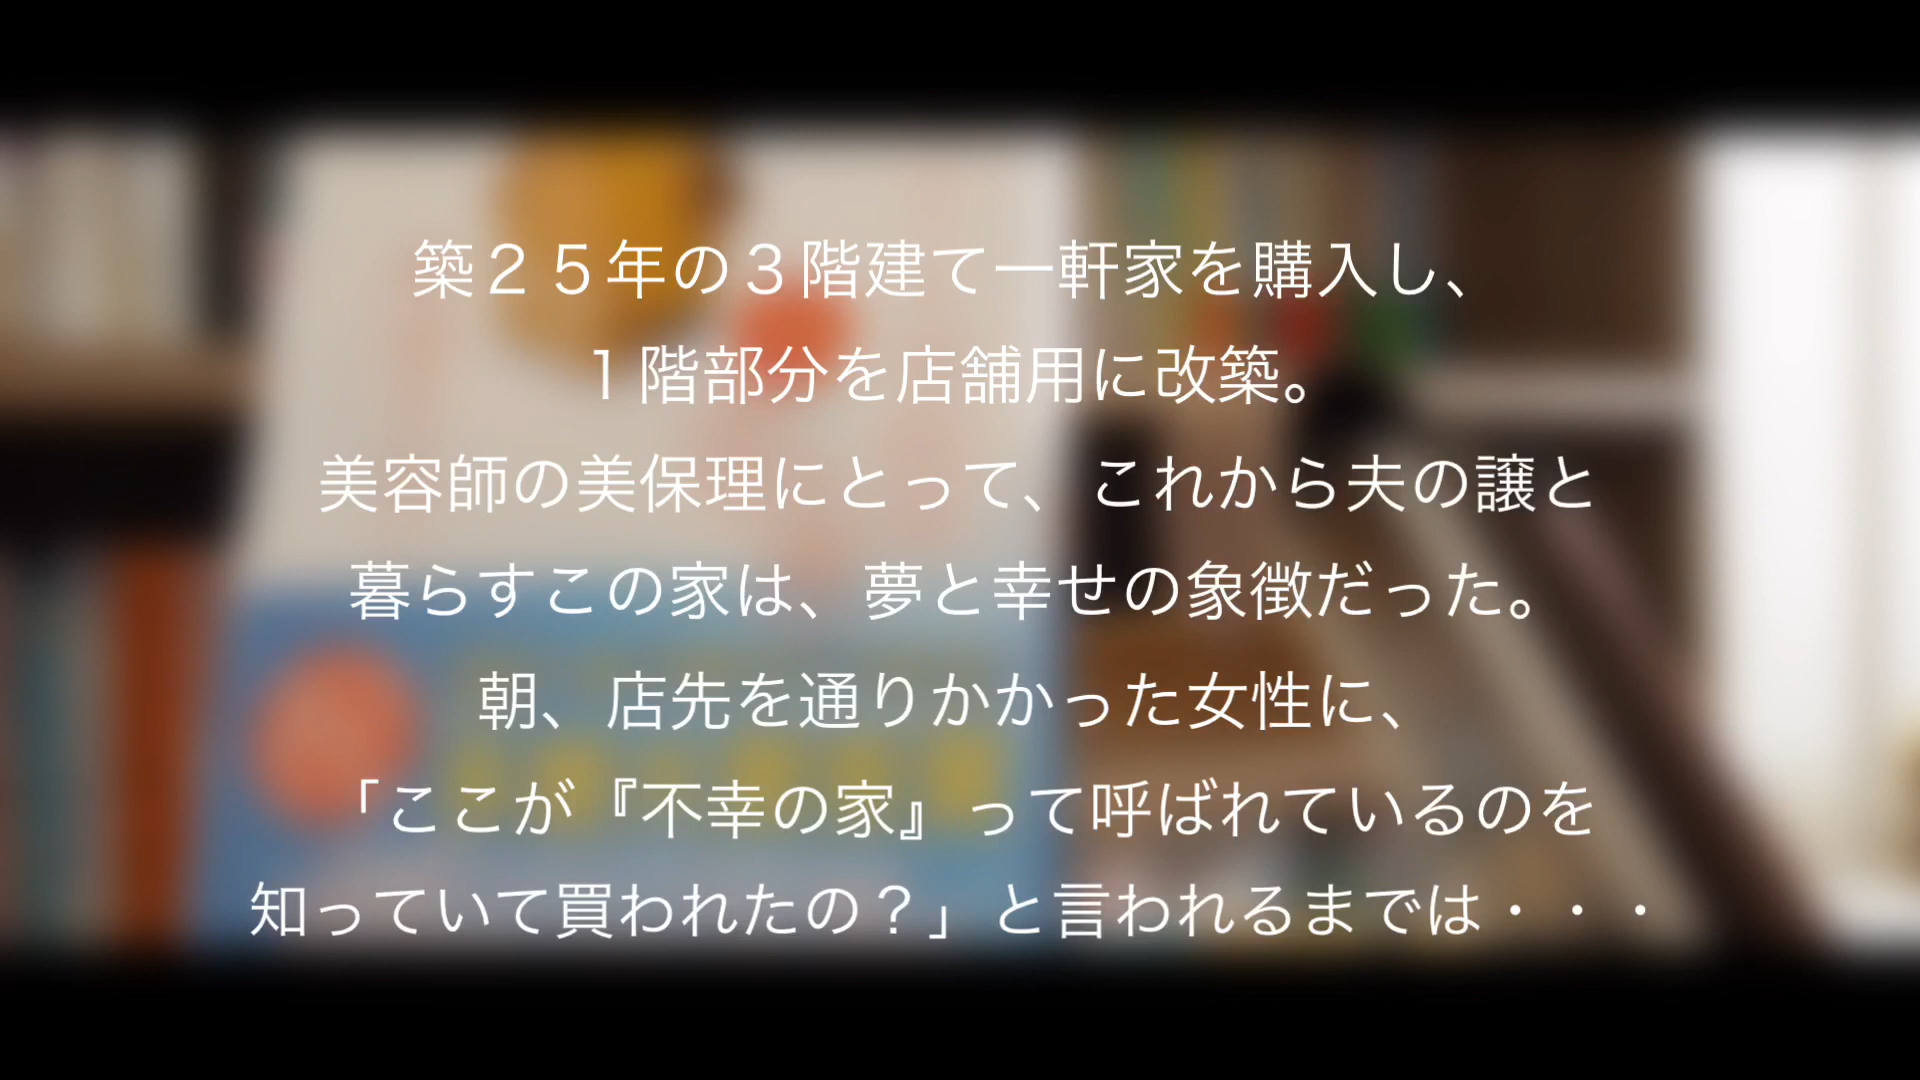 築２５年の３階建て一軒家を購入し、
１階部分を店舗用に改築。
美容師の美保理にとって、これから夫の譲と
暮らすこの家は、夢と幸せの象徴だった。
朝、店先を通りかかった女性に、
「ここが『不幸の家』って呼ばれているのを
知っていて買われたの？」と言われるまでは・・・